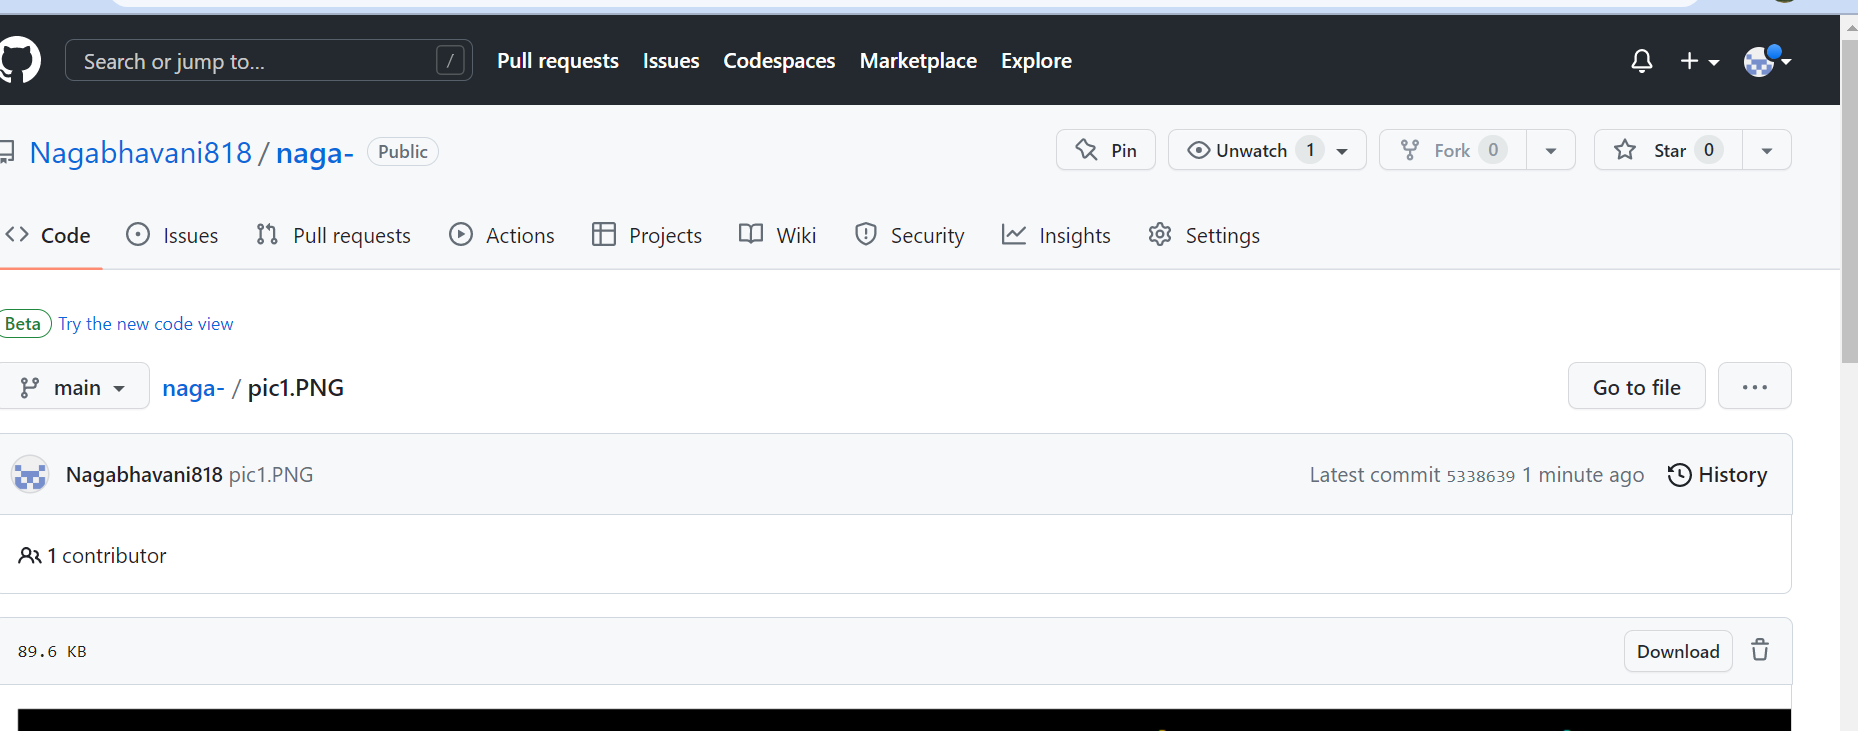 Search or jump to... / Pull requests Issues Codespaces Marketplace Explore
Nagabhavani818 / naga- Public Pin Unwatch 1 Fork 0 Star 0
Code Issues Pull requests Actions Projects Wiki Security Insights Settings
Beta Try the new code view
main naga- / pic1.PNG Go to file ...
Nagabhavani818 pic1.PNG Latest commit 5338639 1 minute ago History
1 contributor
89.6 KB Download